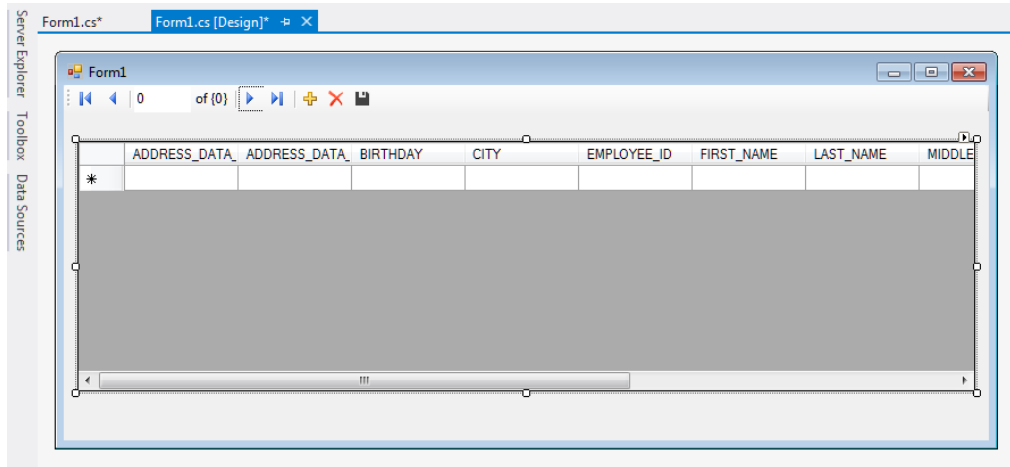 Server Explorer
Toolbox
Data Sources
Form1.cs*
Form1.cs [Design]*
Form1
0 of {0}
ADDRESS_DATA_ ADDRESS_DATA_ BIRTHDAY CITY EMPLOYEE_ID FIRST_NAME LAST_NAME MIDDLE